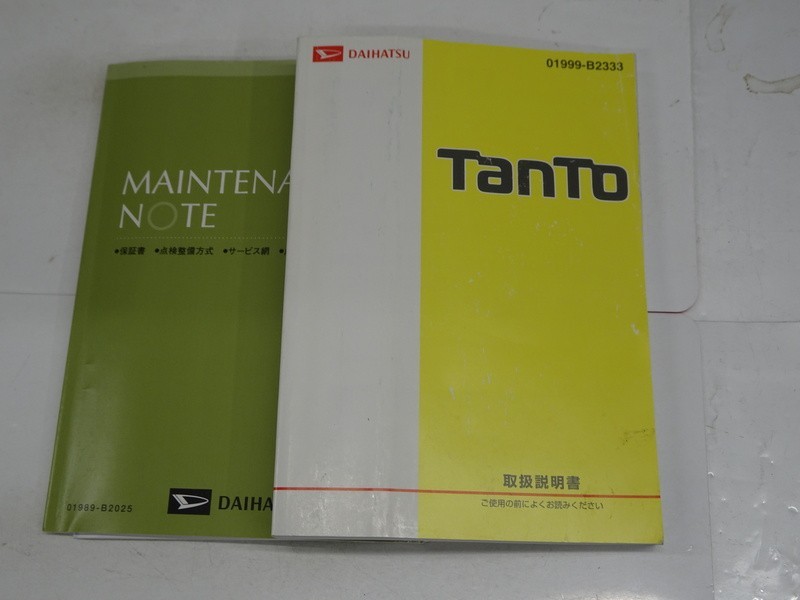 MAINTENA
NOTE
●保証書 ●点検整備方式 ●サービス網
01989-B2025
DAIHA
DAIHATSU
01999-B2333
TanTo
取扱説明書
ご使用の前によくお読みください